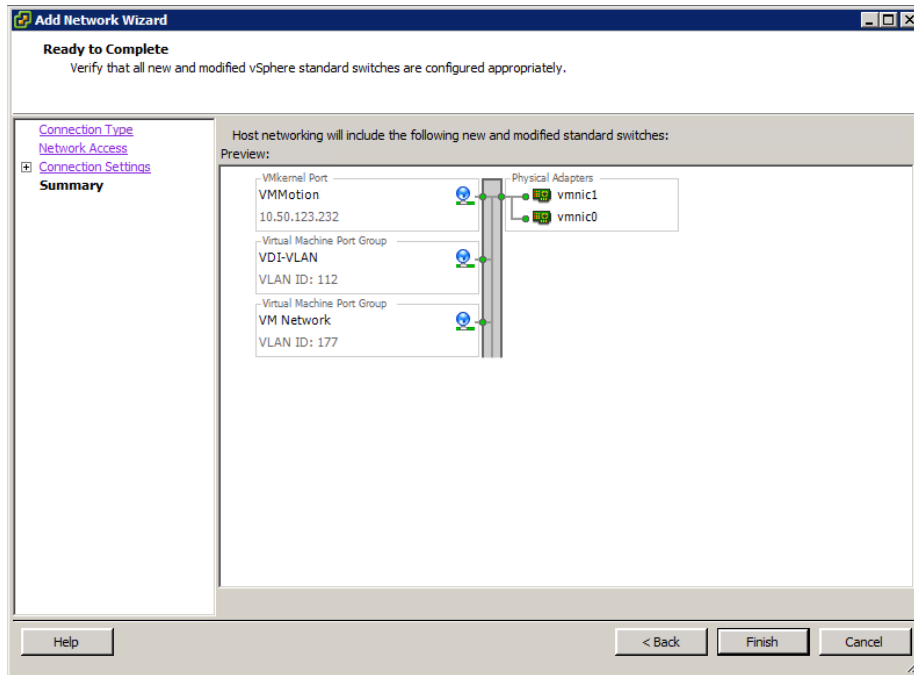 Add Network Wizard
Ready to Complete
Verify that all new and modified vSphere standard switches are configured appropriately.
Connection Type
Network Access
Connection Settings
Summary
Host networking will include the following new and modified standard switches:
Preview:
VMkernel Port
VMMotion
10.50.123.232
Virtual Machine Port Group
VDI-VLAN
VLAN ID: 112
Virtual Machine Port Group
VM Network
VLAN ID: 177
Physical Adapters
vmnic1
vmnic0
Help
< Back
Finish
Cancel